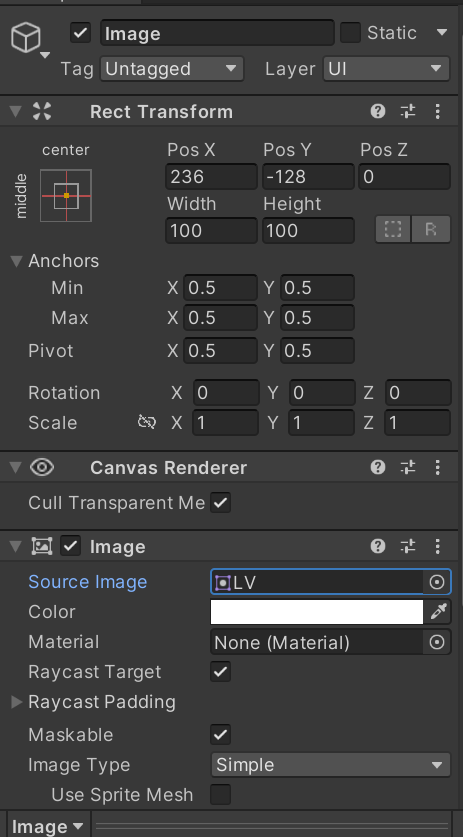 Image
Static
Tag Untagged Layer UI
Rect Transform
center
middle
Pos X Pos Y Pos Z
236 -128 0
Width Height
100 100 R
Anchors
Min X 0.5 Y 0.5
Max X 0.5 Y 0.5
Pivot X 0.5 Y 0.5
Rotation X 0 Y 0 Z 0
Scale X 1 Y 1 Z 1
Canvas Renderer
Cull Transparent Me
Image
Source Image LV
Color
Material None (Material)
Raycast Target
Raycast Padding
Maskable
Image Type Simple
Use Sprite Mesh
Image